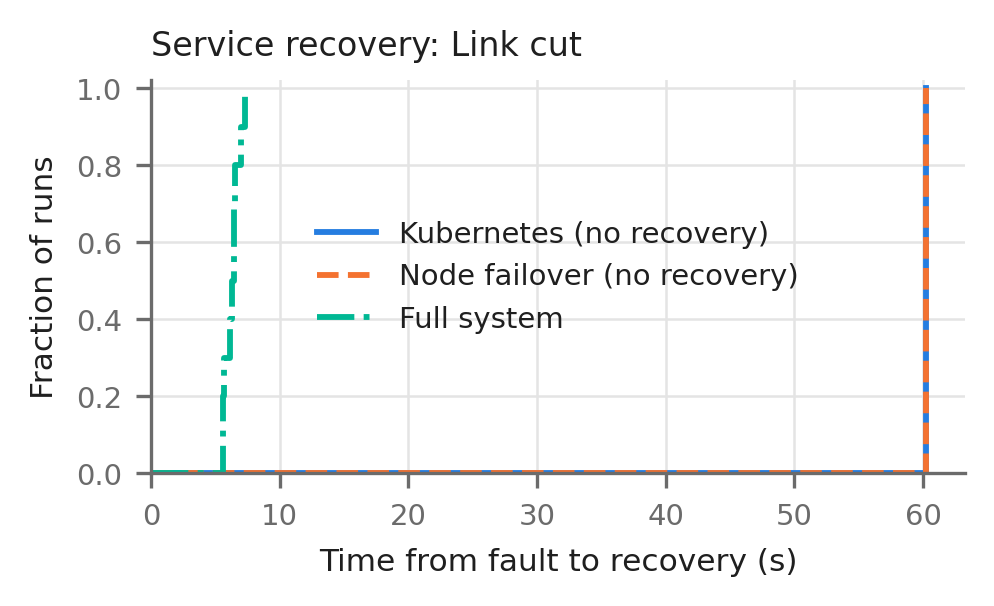 Service recovery: Link cut
Fraction of runs
1.0
0.8
0.6
0.4
0.2
0.0
Kubernetes (no recovery)
Node failover (no recovery)
Full system
0 10 20 30 40 50 60
Time from fault to recovery (s)